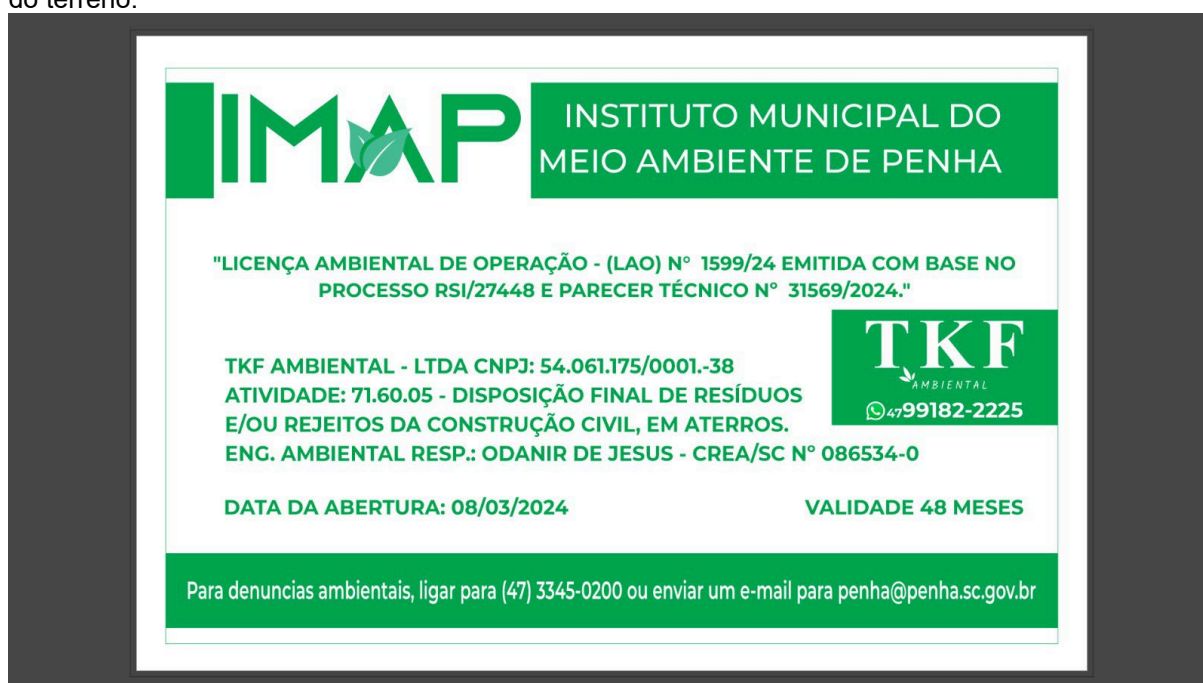 do terreno.
IMAP
INSTITUTO MUNICIPAL DO
MEIO AMBIENTE DE PENHA
"LICENÇA AMBIENTAL DE OPERAÇÃO - (LAO) N° 1599/24 EMITIDA COM BASE NO
PROCESSO RSI/27448 E PARECER TÉCNICO Nº 31569/2024."
TKF
AMBIENTAL
4799182-2225
TKF AMBIENTAL - LTDA CNPJ: 54.061.175/0001.-38
ATIVIDADE: 71.60.05 - DISPOSIÇÃO FINAL DE RESÍDUOS
E/OU REJEITOS DA CONSTRUÇÃO CIVIL, EM ATERROS.
ENG. AMBIENTAL RESP.: ODANIR DE JESUS - CREA/SC Nº 086534-0
DATA DA ABERTURA: 08/03/2024 VALIDADE 48 MESES
Para denuncias ambientais, ligar para (47) 3345-0200 ou enviar um e-mail para penha@penha.sc.gov.br